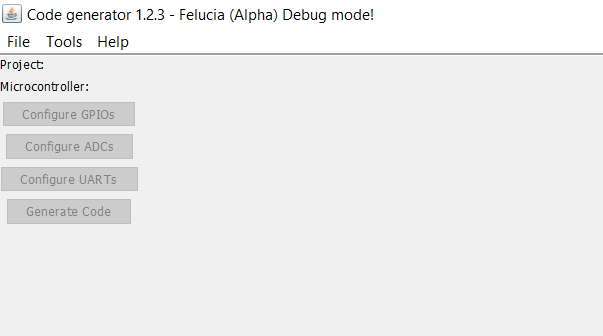 Code generator 1.2.3 - Felucia (Alpha) Debug mode!
File Tools Help
Project:
Microcontroller:
Configure GPIOs
Configure ADCs
Configure UARTs
Generate Code